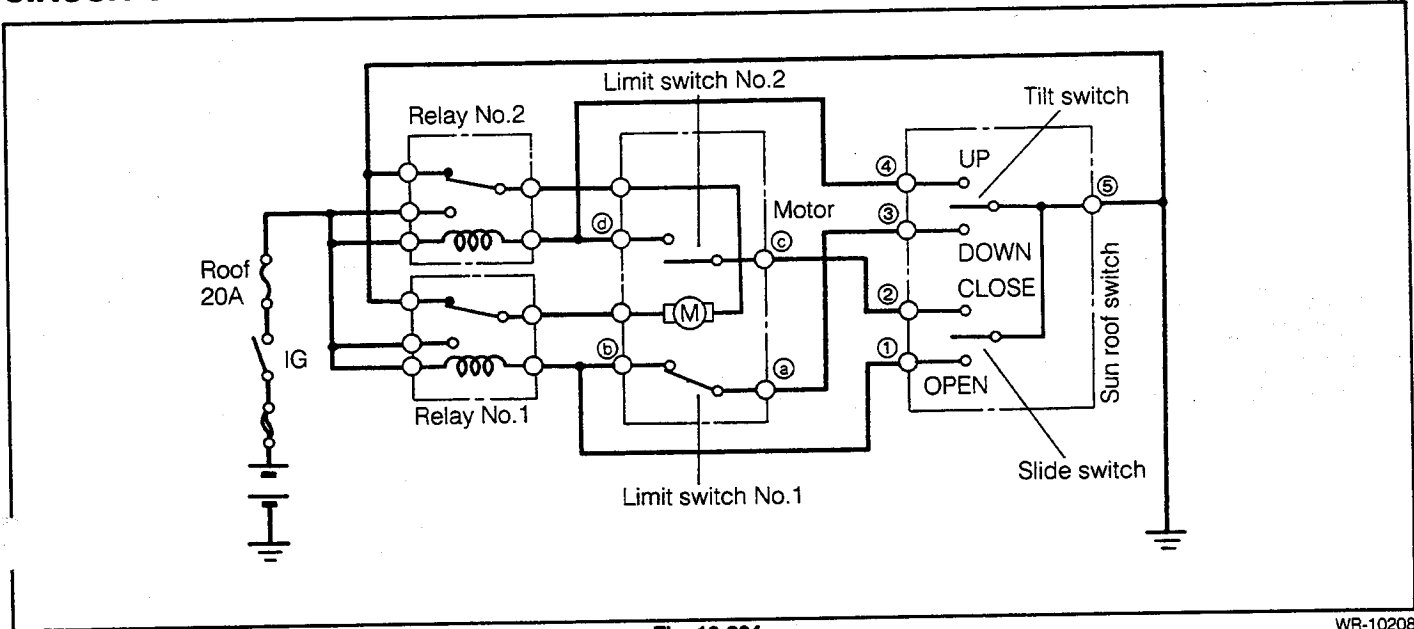 Limit switch No.2
Relay No.2
Tilt switch
④
UP
⑤
ⓓ
Motor
③
ⓒ
DOWN
Roof
20A
CLOSE
②
Sun roof switch
M
IG
ⓑ
ⓐ
①
OPEN
Relay No.1
Slide switch
Limit switch No.1
WR-10208